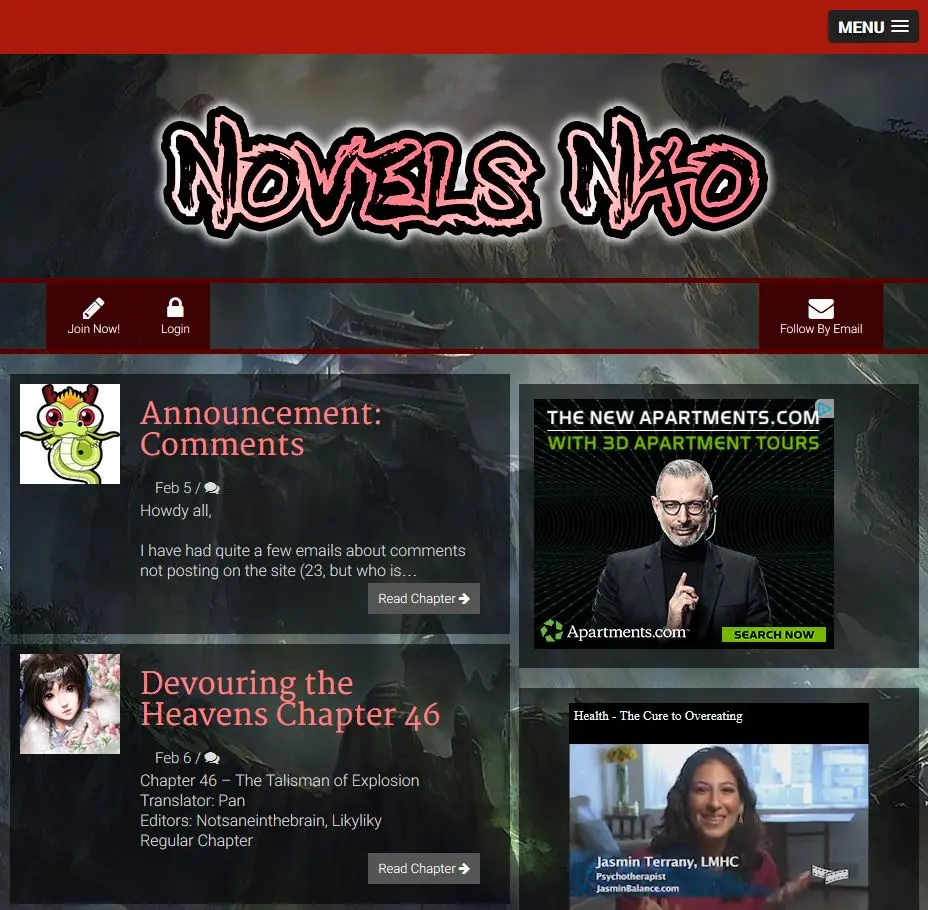 MENU
NOVELS NAO
Join Now!
Login
Follow By Email
Announcement:
Comments
Feb 5 /
Howdy all,
I have had quite a few emails about comments
not posting on the site (23, but who is…
Read Chapter
Devouring the
Heavens Chapter 46
Feb 6 /
Chapter 46 – The Talisman of Explosion
Translator: Pan
Editors: Notsaneinthebrain, Likyliky
Regular Chapter
Read Chapter
THE NEW APARTMENTS.COM
WITH 3D APARTMENT TOURS
Apartments.com
SEARCH NOW
Health - The Cure to Overeating
Jasmin Terrany, LMHC
Psychotherapist
JasminBalance.com